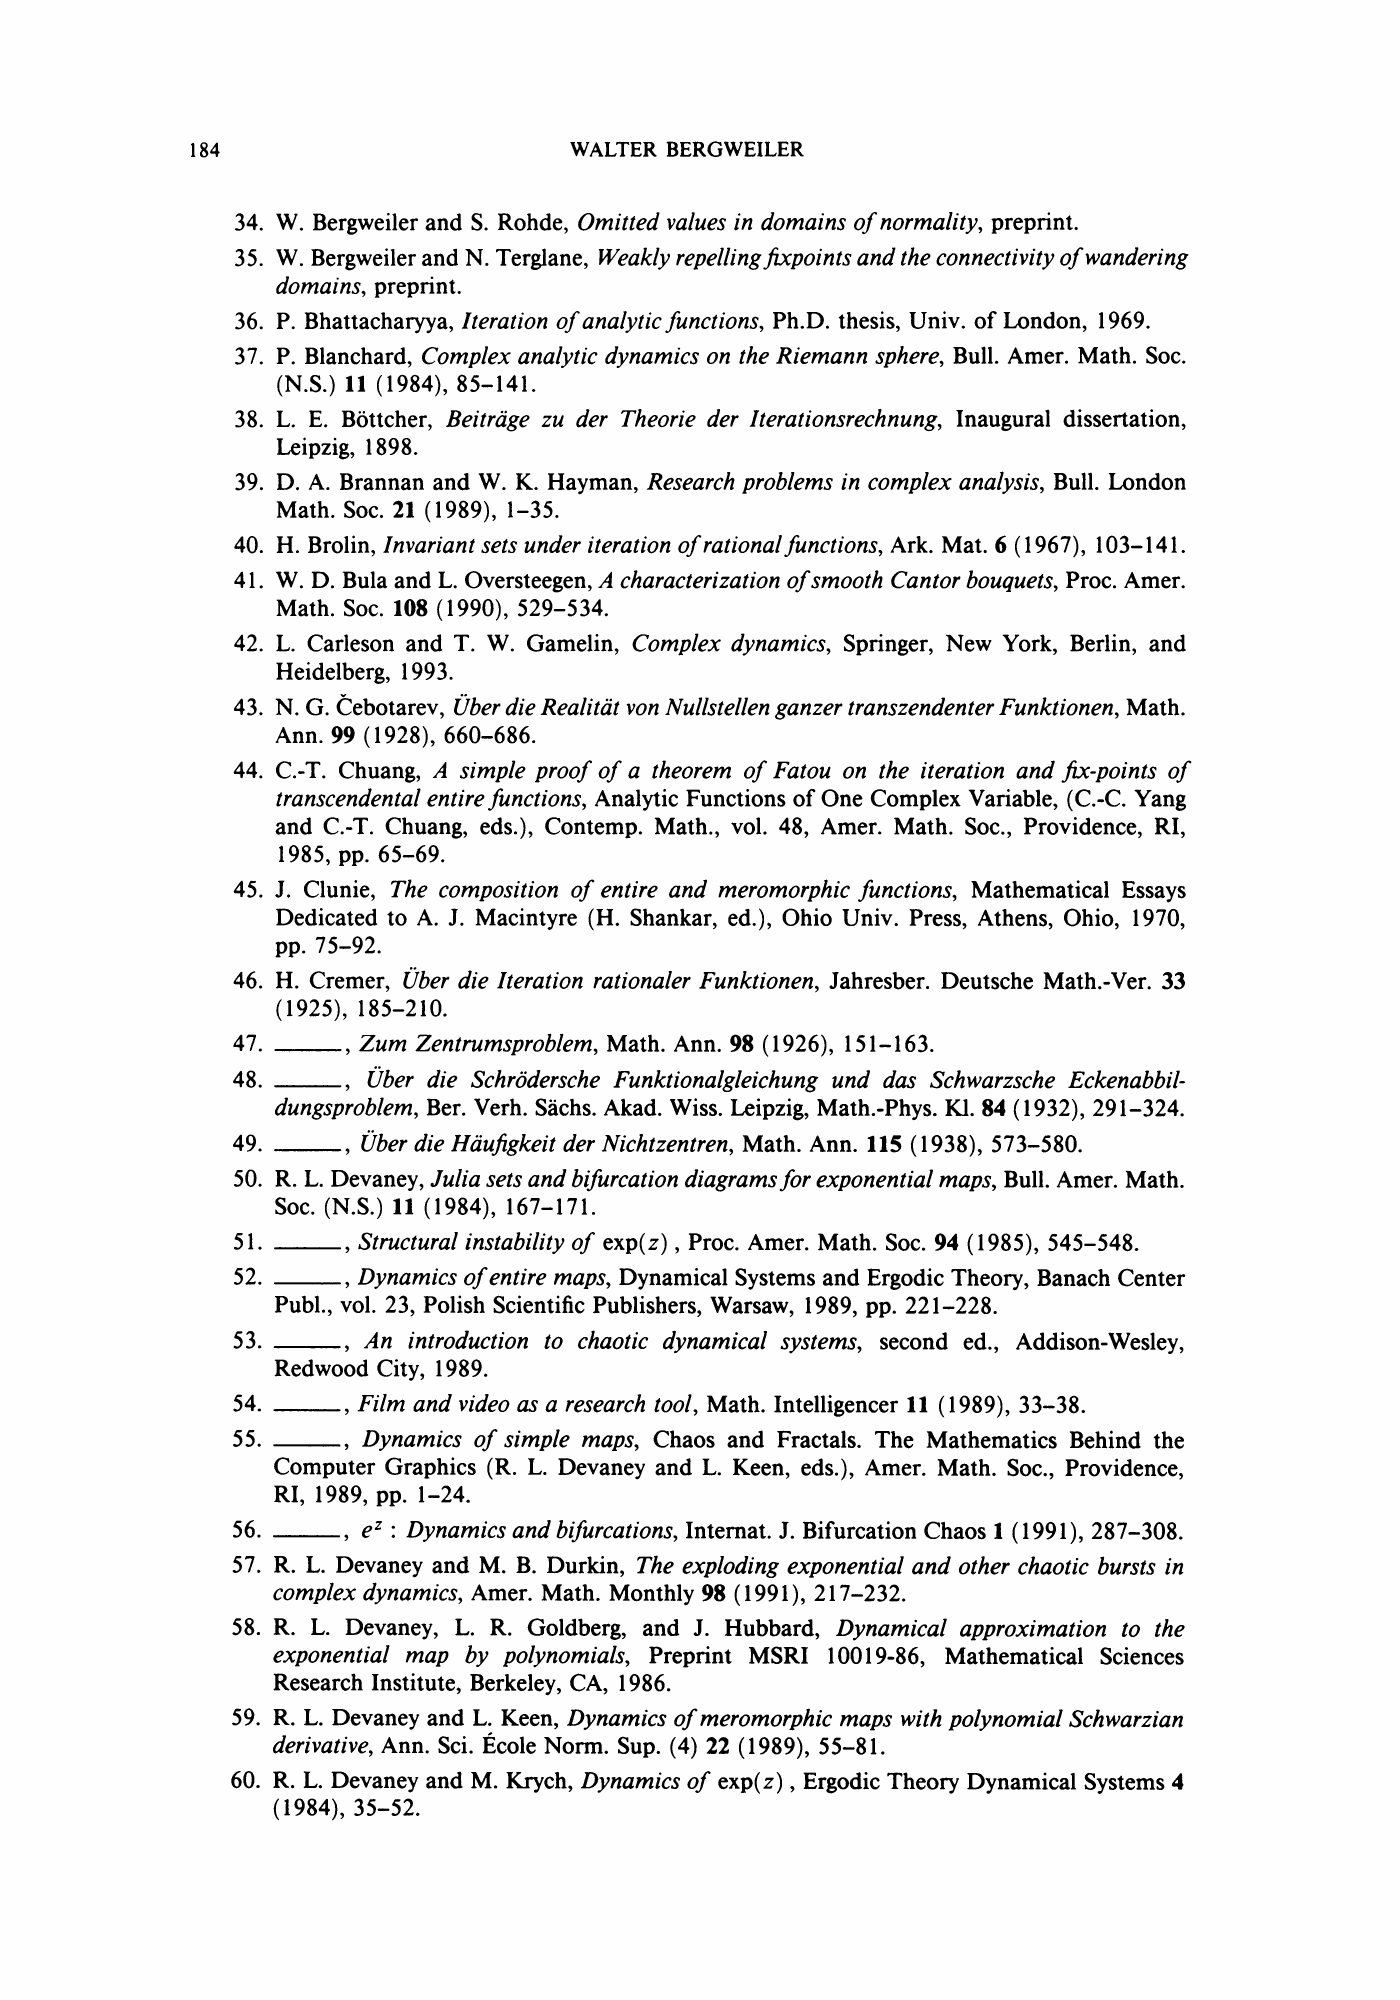 184 WALTER BERGWEILER
34. W. Bergweiler and S. Rohde, Omitted values in domains of normality, preprint.
35. W. Bergweiler and N. Terglane, Weakly repelling fixpoints and the connectivity of wandering
domains, preprint.
36. P. Bhattacharyya, Iteration of analytic functions, Ph.D. thesis, Univ. of London, 1969.
37. P. Blanchard, Complex analytic dynamics on the Riemann sphere, Bull. Amer. Math. Soc.
(N.S.) 11 (1984), 85–141.
38. L. E. Böttcher, Beiträge zu der Theorie der Iterationsrechnung, Inaugural dissertation,
Leipzig, 1898.
39. D. A. Brannan and W. K. Hayman, Research problems in complex analysis, Bull. London
Math. Soc. 21 (1989), 1–35.
40. H. Brolin, Invariant sets under iteration of rational functions, Ark. Mat. 6 (1967), 103–141.
41. W. D. Bula and L. Oversteegen, A characterization of smooth Cantor bouquets, Proc. Amer.
Math. Soc. 108 (1990), 529–534.
42. L. Carleson and T. W. Gamelin, Complex dynamics, Springer, New York, Berlin, and
Heidelberg, 1993.
43. N. G. Čebotarev, Über die Realität von Nullstellen ganzer transzendenter Funktionen, Math.
Ann. 99 (1928), 660–686.
44. C.-T. Chuang, A simple proof of a theorem of Fatou on the iteration and fix-points of
transcendental entire functions, Analytic Functions of One Complex Variable, (C.-C. Yang
and C.-T. Chuang, eds.), Contemp. Math., vol. 48, Amer. Math. Soc., Providence, RI,
1985, pp. 65–69.
45. J. Clunie, The composition of entire and meromorphic functions, Mathematical Essays
Dedicated to A. J. Macintyre (H. Shankar, ed.), Ohio Univ. Press, Athens, Ohio, 1970,
pp. 75–92.
46. H. Cremer, Über die Iteration rationaler Funktionen, Jahresber. Deutsche Math.-Ver. 33
(1925), 185–210.
47. _____, Zum Zentrumsproblem, Math. Ann. 98 (1926), 151–163.
48. _____, Über die Schrödersche Funktionalgleichung und das Schwarzsche Eckenabbil-
dungsproblem, Ber. Verh. Sächs. Akad. Wiss. Leipzig, Math.-Phys. Kl. 84 (1932), 291–324.
49. _____, Über die Häufigkeit der Nichtzentren, Math. Ann. 115 (1938), 573–580.
50. R. L. Devaney, Julia sets and bifurcation diagrams for exponential maps, Bull. Amer. Math.
Soc. (N.S.) 11 (1984), 167–171.
51. _____, Structural instability of exp(z) , Proc. Amer. Math. Soc. 94 (1985), 545–548.
52. _____, Dynamics of entire maps, Dynamical Systems and Ergodic Theory, Banach Center
Publ., vol. 23, Polish Scientific Publishers, Warsaw, 1989, pp. 221–228.
53. _____, An introduction to chaotic dynamical systems, second ed., Addison-Wesley,
Redwood City, 1989.
54. _____, Film and video as a research tool, Math. Intelligencer 11 (1989), 33–38.
55. _____, Dynamics of simple maps, Chaos and Fractals. The Mathematics Behind the
Computer Graphics (R. L. Devaney and L. Keen, eds.), Amer. Math. Soc., Providence,
RI, 1989, pp. 1–24.
56. _____, e^z : Dynamics and bifurcations, Internat. J. Bifurcation Chaos 1 (1991), 287–308.
57. R. L. Devaney and M. B. Durkin, The exploding exponential and other chaotic bursts in
complex dynamics, Amer. Math. Monthly 98 (1991), 217–232.
58. R. L. Devaney, L. R. Goldberg, and J. Hubbard, Dynamical approximation to the
exponential map by polynomials, Preprint MSRI 10019-86, Mathematical Sciences
Research Institute, Berkeley, CA, 1986.
59. R. L. Devaney and L. Keen, Dynamics of meromorphic maps with polynomial Schwarzian
derivative, Ann. Sci. École Norm. Sup. (4) 22 (1989), 55–81.
60. R. L. Devaney and M. Krych, Dynamics of exp(z) , Ergodic Theory Dynamical Systems 4
(1984), 35–52.